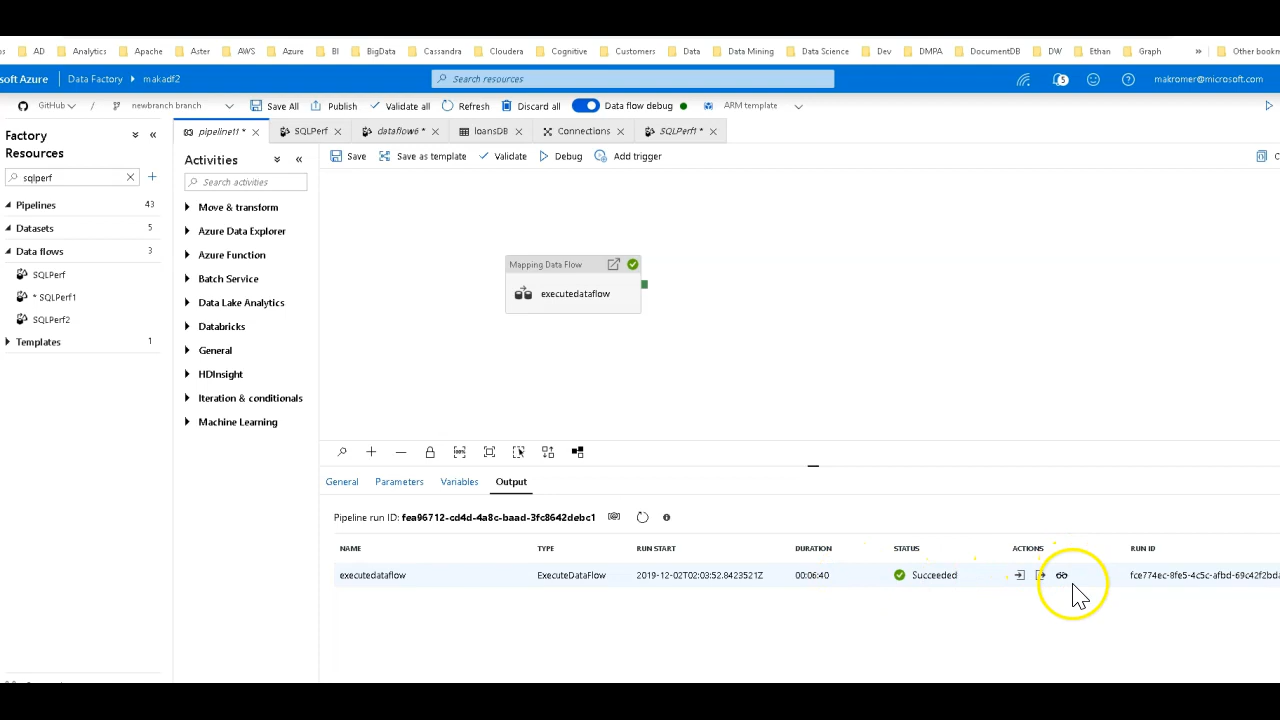 AD Analytics Apache Aster AWS Azure BI BigData Cassandra Cloudera Cognitive Customers Data Data Mining Data Science Dev DMPA DocumentDB DW Ethan Graph » Other bookm
soft Azure Data Factory makadf2 Search resources 5 makromer@microsoft.com
GitHub / newbranch branch Save All Publish Validate all Refresh Discard all Data flow debug ARM template
Factory Resources
sqlperf
Pipelines 43
Datasets 5
Data flows 3
SQLPerf
* SQLPerf1
SQLPerf2
Templates 1
pipeline11 * SQLPerf dataflow6 * loansDB Connections SQLPerf1 *
Activities
Search activities
Move & transform
Azure Data Explorer
Azure Function
Batch Service
Data Lake Analytics
Databricks
General
HDInsight
Iteration & conditionals
Machine Learning
Save Save as template Validate Debug Add trigger
Mapping Data Flow
executedataflow
100%
General Parameters Variables Output
Pipeline run ID: fea96712-cd4d-4a8c-baad-3fc8642debc1
NAME TYPE RUN START DURATION STATUS ACTIONS RUN ID
executedataflow ExecuteDataFlow 2019-12-02T02:03:52.8423521Z 00:06:40 Succeeded fce774ec-8fe5-4c5c-afbd-69c42f2bda